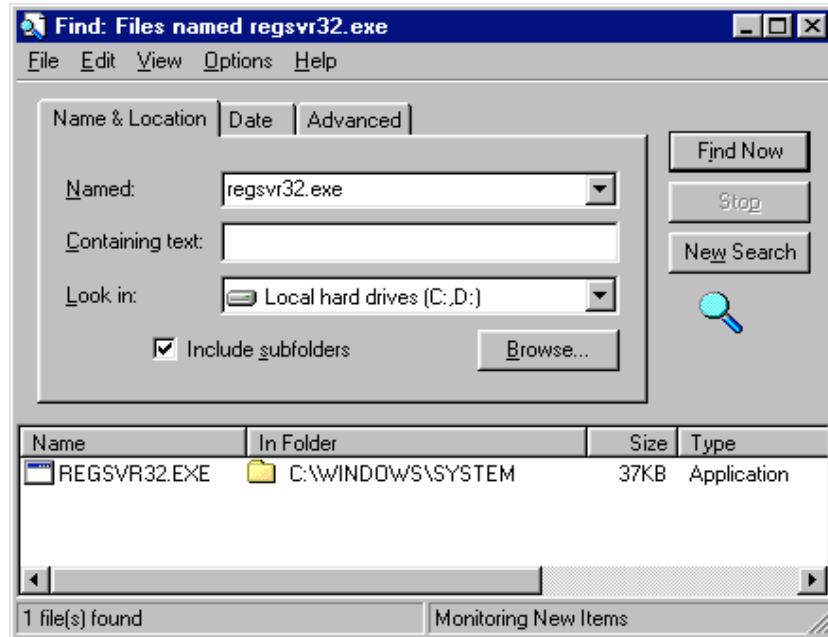 Find: Files named regsvr32.exe
File Edit View Options Help
Name & Location Date Advanced
Named: regsvr32.exe
Containing text:
Look in: Local hard drives (C:,D:)
Include subfolders Browse...
Find Now
Stop
New Search
Name In Folder Size Type
REGSVR32.EXE C:\WINDOWS\SYSTEM 37KB Application
1 file(s) found Monitoring New Items